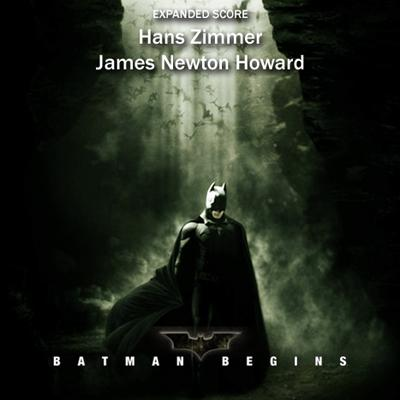 EXPANDED SCORE
Hans Zimmer
James Newton Howard
BATMAN BEGINS